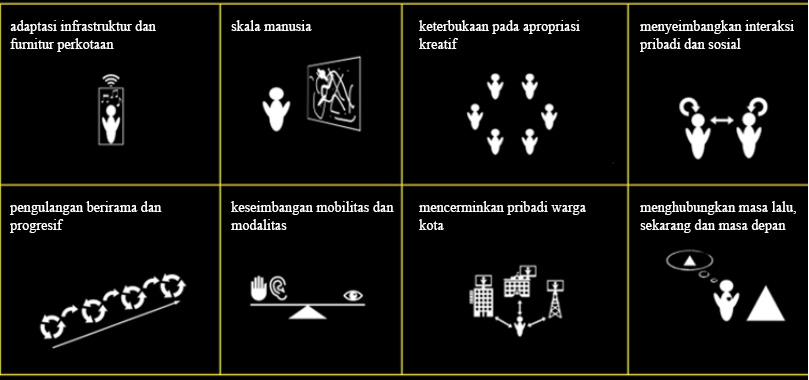 adaptasi infrastruktur dan
furnitur perkotaan
skala manusia
keterbukaan pada apropriasi
kreatif
menyeimbangkan interaksi
pribadi dan sosial
pengulangan berirama dan
progresif
keseimbangan mobilitas dan
modalitas
mencerminkan pribadi warga
kota
menghubungkan masa lalu,
sekarang dan masa depan